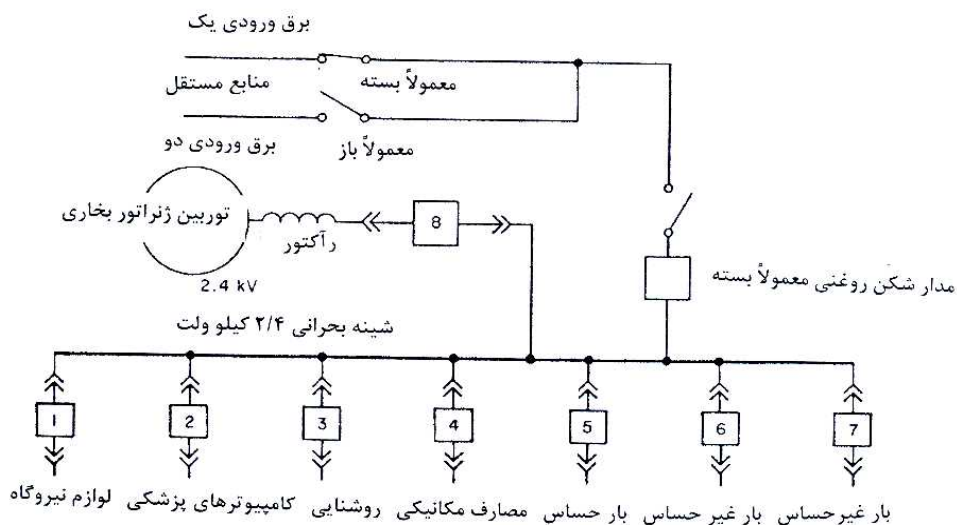 برق ورودی یک
منابع مستقل
معمولاً بسته
برق ورودی دو
معمولاً باز
توربین ژنراتور بخاری
رآکتور
8
2.4 kV
مدار شکن روغنی معمولاً بسته
شینه بحرانی ۲/۴ کیلو ولت
1
2
3
4
5
6
7
لوازم نیروگاه
کامپیوترهای پزشکی
روشنایی
مصارف مکانیکی
بار حساس
بار غیر حساس
بار غیرحساس